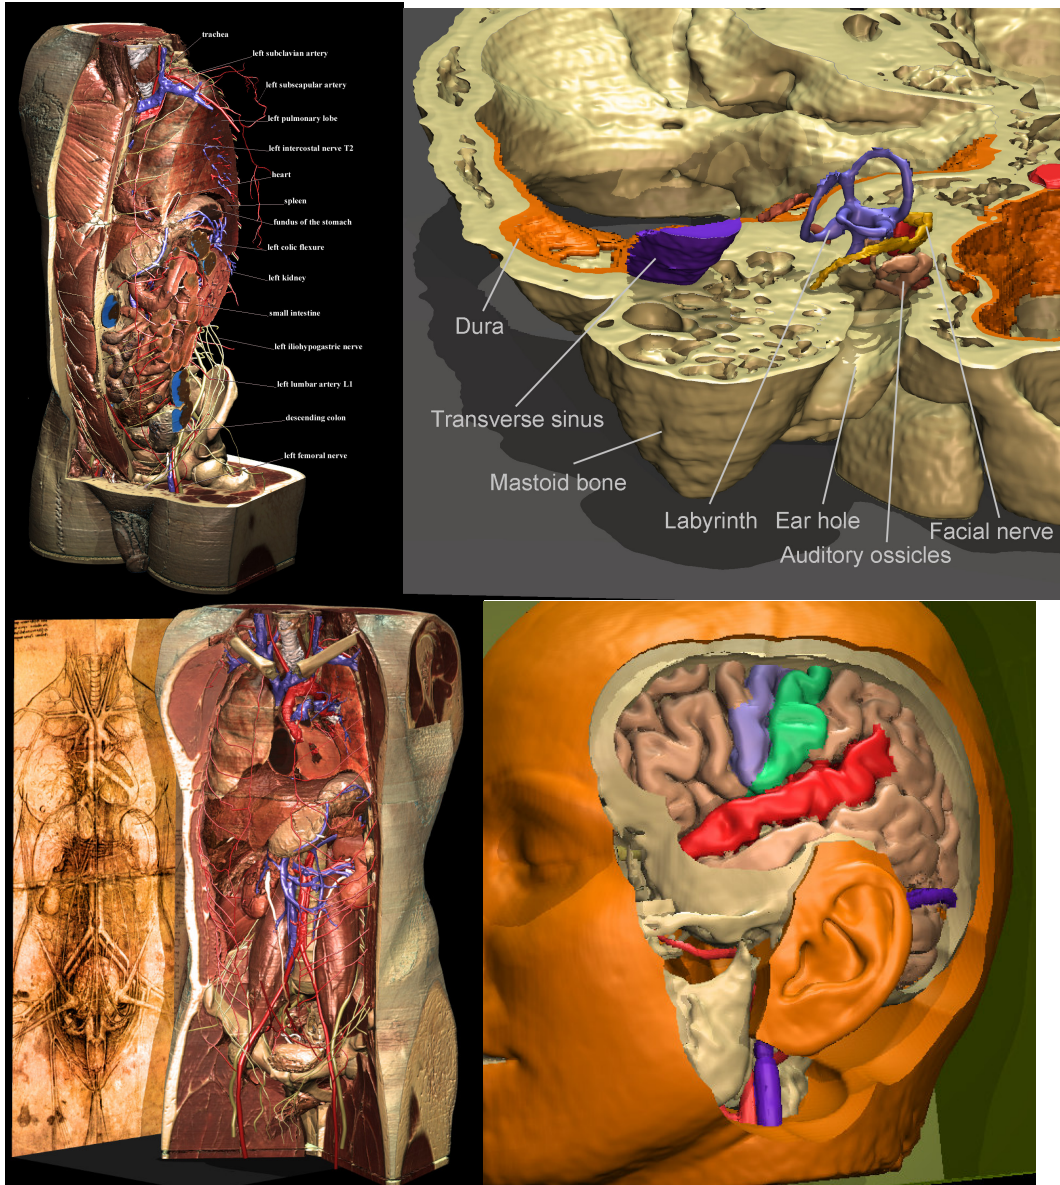 trachea
left subclavian artery
left subscapular artery
left pulmonary lobe
left intercostal nerve T2
heart
spleen
fundus of the stomach
left colic flexure
left kidney
small intestine
left iliohypogastric nerve
left lumbar artery L1
descending colon
left femoral nerve
Dura
Transverse sinus
Mastoid bone
Labyrinth
Ear hole
Auditory ossicles
Facial nerve